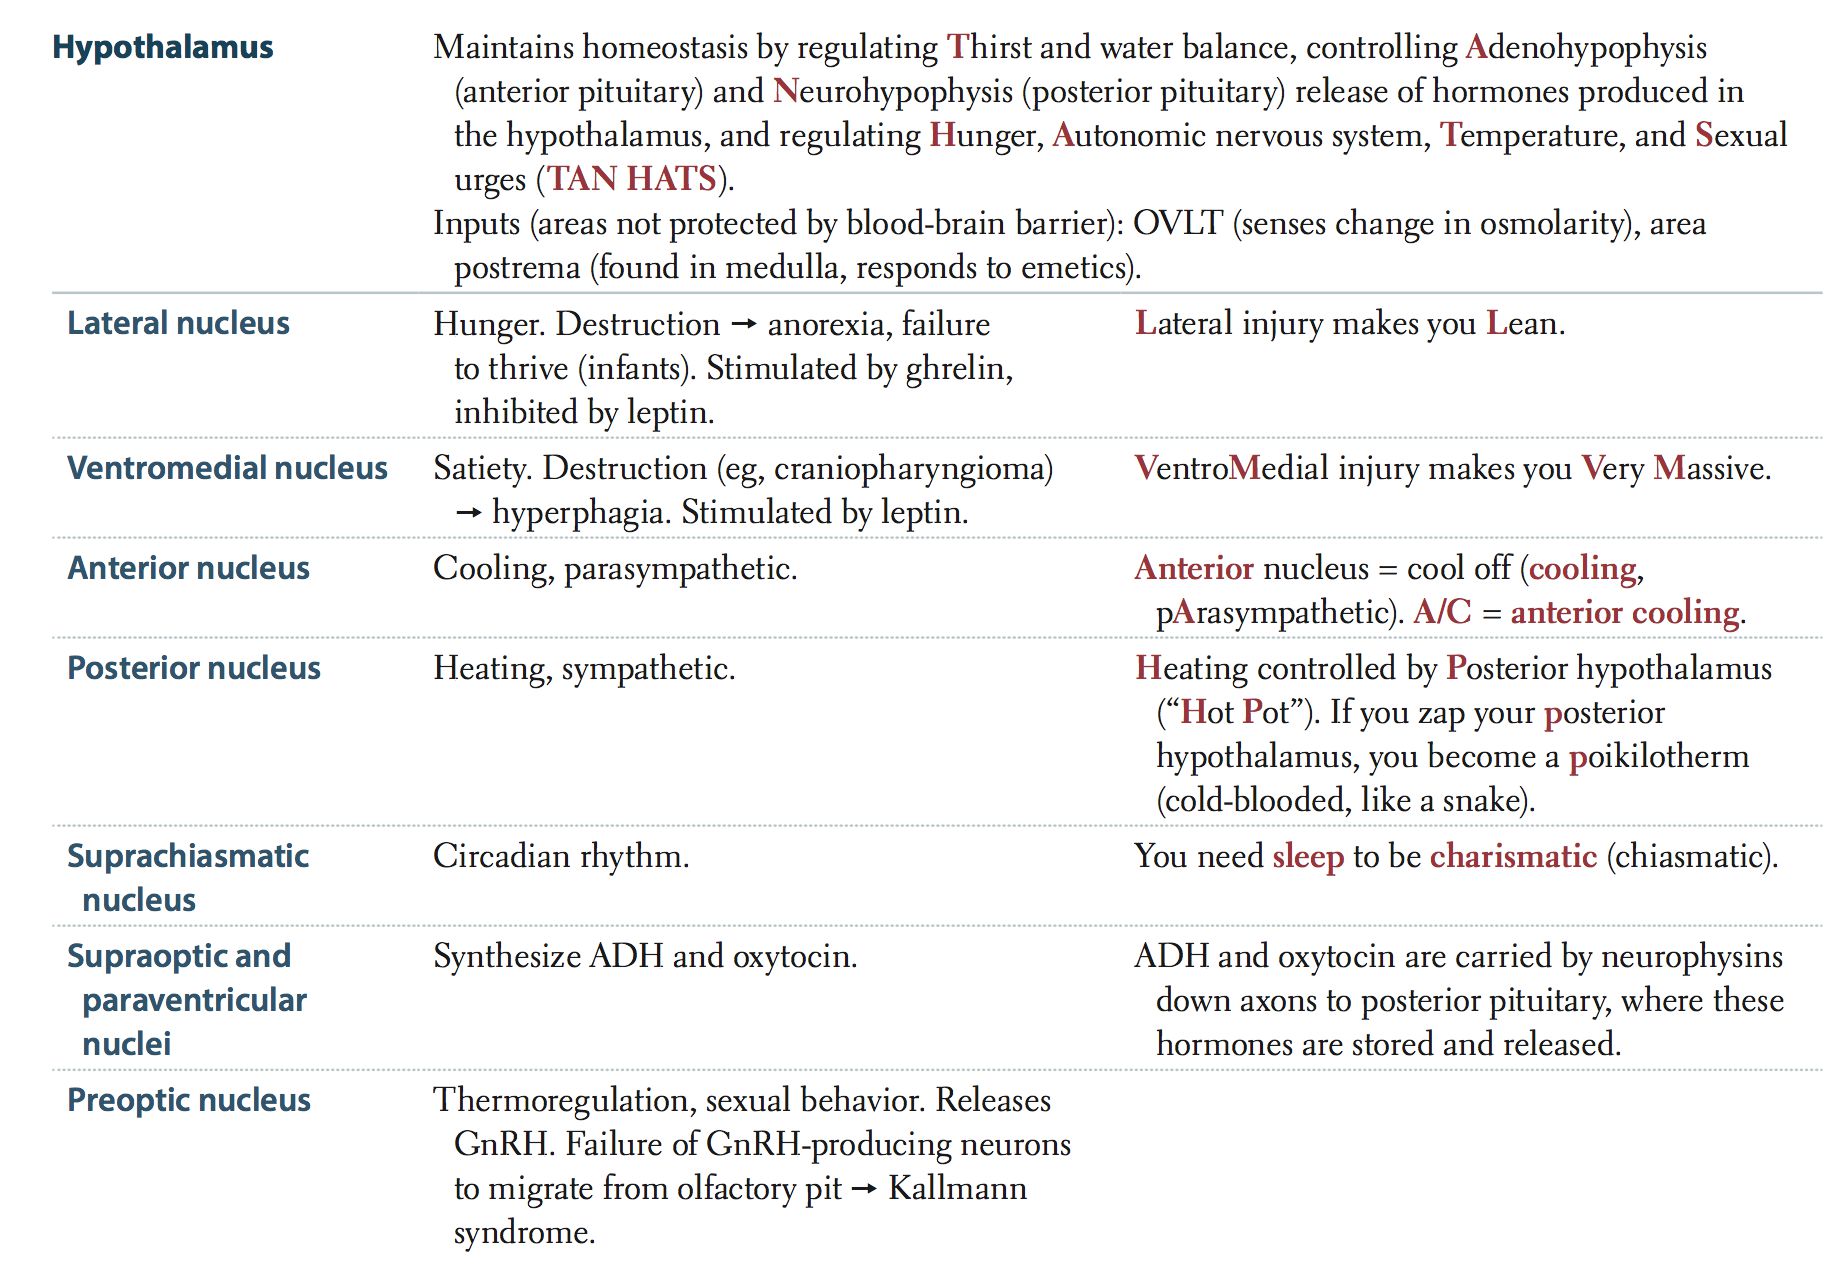 Hypothalamus
Maintains homeostasis by regulating Thirst and water balance, controlling Adenohypophysis
(anterior pituitary) and Neurohypophysis (posterior pituitary) release of hormones produced in
the hypothalamus, and regulating Hunger, Autonomic nervous system, Temperature, and Sexual
urges (TAN HATS).
Inputs (areas not protected by blood-brain barrier): OVLT (senses change in osmolarity), area
postrema (found in medulla, responds to emetics).
Lateral nucleus
Hunger. Destruction → anorexia, failure
to thrive (infants). Stimulated by ghrelin,
inhibited by leptin.
Lateral injury makes you Lean.
Ventromedial nucleus
Satiety. Destruction (eg, craniopharyngioma)
→ hyperphagia. Stimulated by leptin.
VentroMedial injury makes you Very Massive.
Anterior nucleus
Cooling, parasympathetic.
Anterior nucleus = cool off (cooling,
pArasympathetic). A/C = anterior cooling.
Posterior nucleus
Heating, sympathetic.
Heating controlled by Posterior hypothalamus
(“Hot Pot”). If you zap your posterior
hypothalamus, you become a poikilotherm
(cold-blooded, like a snake).
Suprachiasmatic
nucleus
Circadian rhythm.
You need sleep to be charismatic (chiasmatic).
Supraoptic and
paraventricular
nuclei
Synthesize ADH and oxytocin.
ADH and oxytocin are carried by neurophysins
down axons to posterior pituitary, where these
hormones are stored and released.
Preoptic nucleus
Thermoregulation, sexual behavior. Releases
GnRH. Failure of GnRH-producing neurons
to migrate from olfactory pit → Kallmann
syndrome.